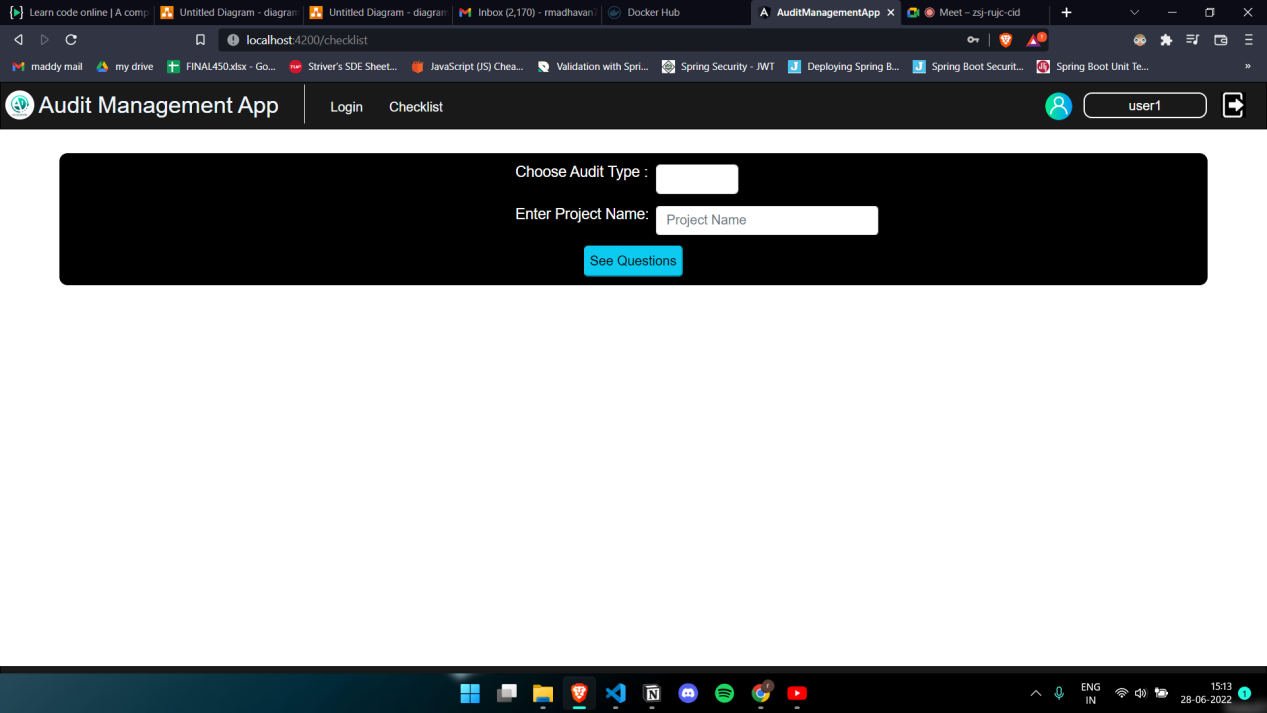 Learn code online | A comp
Untitled Diagram - diagram
Untitled Diagram - diagram
Inbox (2,170) - rmadhavan7
Docker Hub
AuditManagementApp
Meet – zsj-rujc-cid
localhost:4200/checklist
1
maddy mail
my drive
FINAL450.xlsx - Go...
Striver's SDE Sheet...
JavaScript (JS) Chea...
Validation with Spri...
Spring Security - JWT
Deploying Spring B...
Spring Boot Securit...
Spring Boot Unit Te...
»
Audit Management App
Login
Checklist
user1
Choose Audit Type :
Enter Project Name:
Project Name
See Questions
ENG
IN
15:13
28-06-2022
1